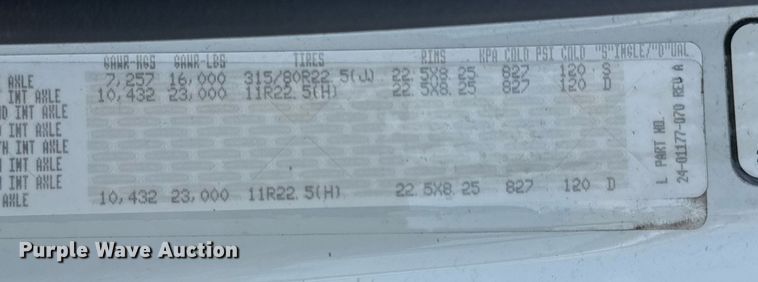 GAWR-KGS GAWR-LBS TIRES RIMS KPA COLD PSI COLD "S"INGLE/"D"UAL
AXLE 7,257 16,000 315/80R22.5(J) 22.5X8.25 827 120 S
INT AXLE 10,432 23,000 11R22.5(H) 22.5X8.25 827 120 D
ND INT AXLE
INT AXLE
TH INT AXLE
INT AXLE
INT AXLE
AXLE 10,432 23,000 11R22.5(H) 22.5X8.25 827 120 D
L PART NO.
24-01177-070 REV A
Purple Wave Auction